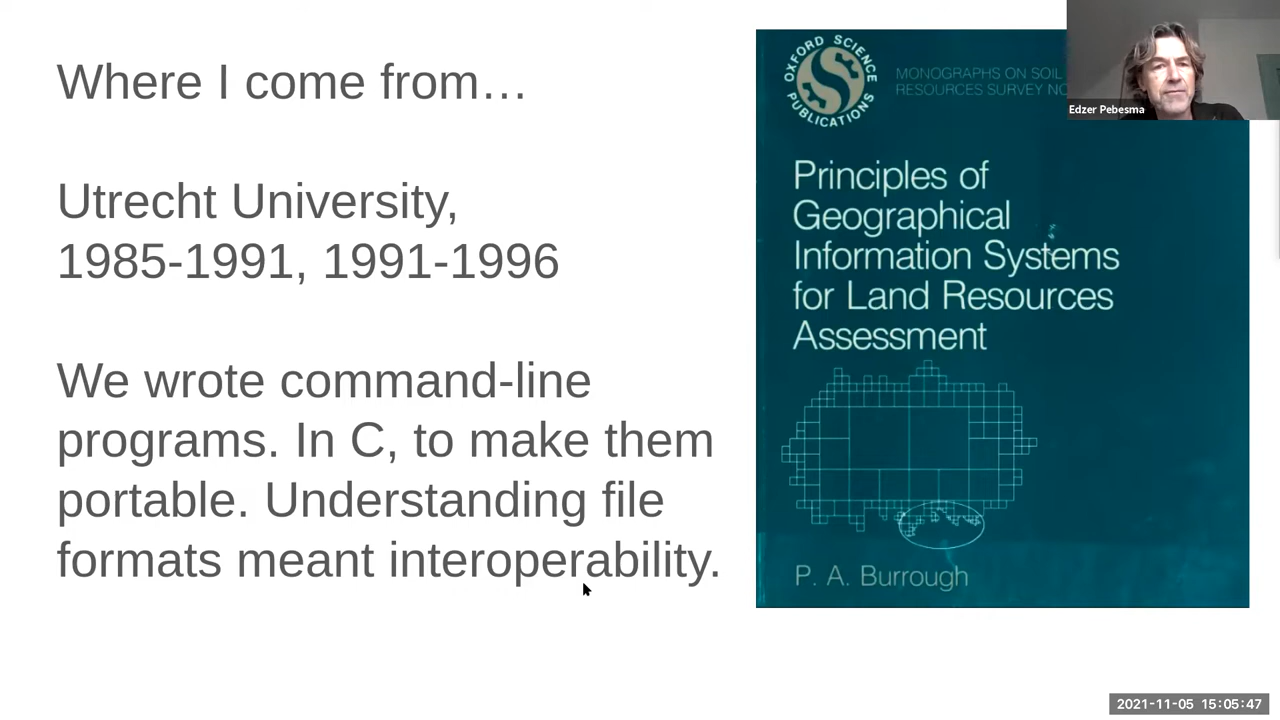 Where I come from…
Utrecht University,
1985-1991, 1991-1996
We wrote command-line
programs. In C, to make them
portable. Understanding file
formats meant interoperability.
OXFORD SCIENCE
PUBLICATIONS
MONOGRAPHS ON SOIL
RESOURCES SURVEY NO
Principles of
Geographical
Information Systems
for Land Resources
Assessment
P. A. Burrough
Edzer Pebesma
2021-11-05 15:05:47